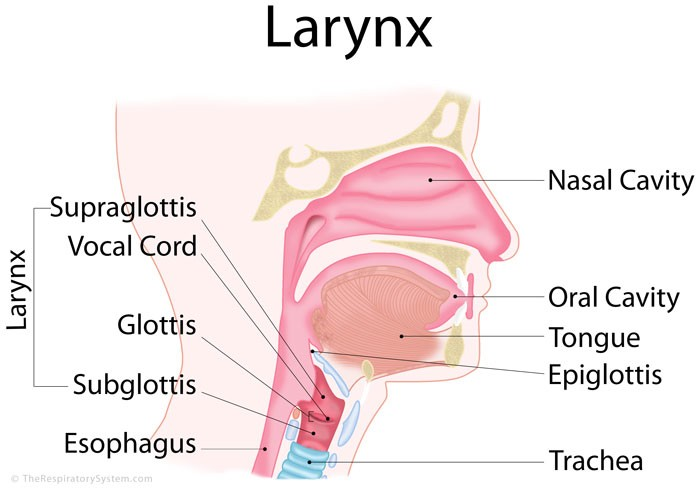 Larynx
Nasal Cavity
Supraglottis
Vocal Cord
Larynx
Oral Cavity
Glottis
Tongue
Epiglottis
Subglottis
E
Esophagus
Trachea
© TheRespiratorySystem.com